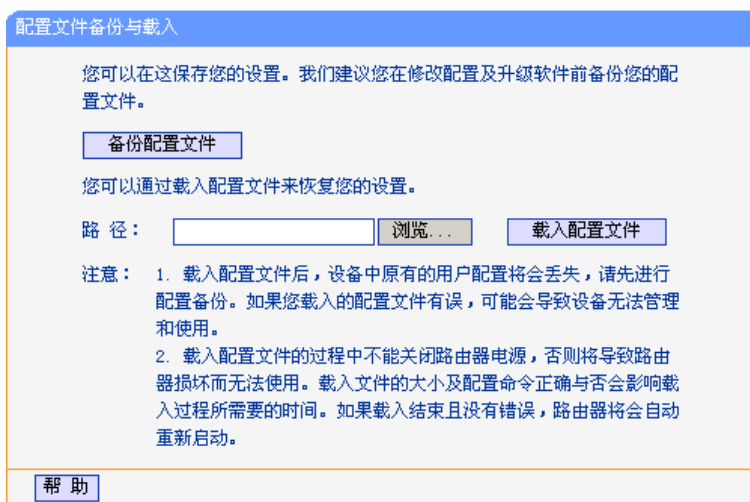 配置文件备份与载入
您可以在这保存您的设置。我们建议您在修改配置及升级软件前备份您的配
置文件。
备份配置文件
您可以通过载入配置文件来恢复您的设置。
路 径： 浏览... 载入配置文件
注意： 1. 载入配置文件后，设备中原有的用户配置将会丢失，请先进行
配置备份。如果您载入的配置文件有误，可能会导致设备无法管理
和使用。
2. 载入配置文件的过程中不能关闭路由器电源，否则将导致路由
器损坏而无法使用。载入文件的大小及配置命令正确与否会影响载
入过程所需要的时间。如果载入结束且没有错误，路由器将会自动
重新启动。
帮 助